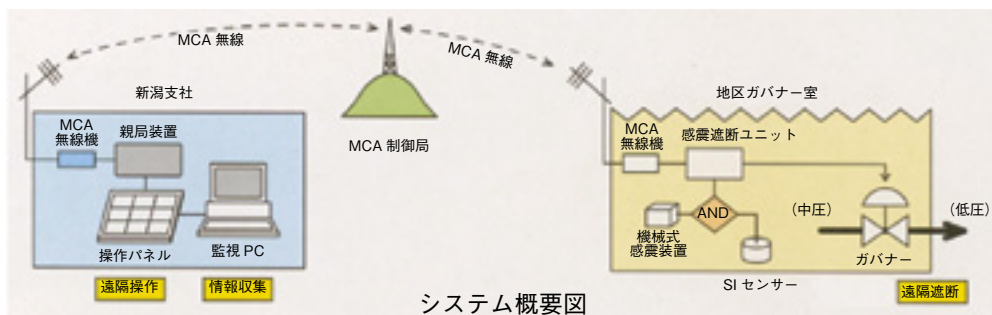 MCA 無線
MCA 無線
新潟支社
MCA
無線機
親局装置
操作パネル
監視 PC
遠隔操作
情報収集
MCA 制御局
地区ガバナー室
MCA
無線機
感震遮断ユニット
AND
機械式
感震装置
(中圧)
(低圧)
ガバナー
SI センサー
遠隔遮断
システム概要図